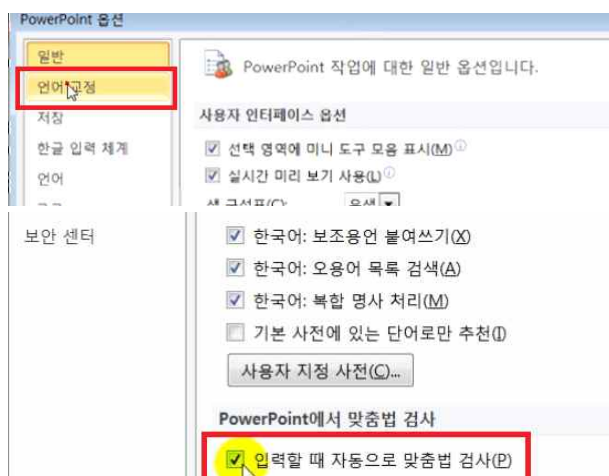 PowerPoint 옵션
일반
언어 교정
저장
한글 입력 체계
언어
PowerPoint 작업에 대한 일반 옵션입니다.
사용자 인터페이스 옵션
선택 영역에 미니 도구 모음 표시(M)
실시간 미리 보기 사용(L)
색 구성표(C):
은색
보안 센터
한국어: 보조용언 붙여쓰기(X)
한국어: 오용어 목록 검색(A)
한국어: 복합 명사 처리(M)
기본 사전에 있는 단어로만 추천(I)
사용자 지정 사전(C)...
PowerPoint에서 맞춤법 검사
입력할 때 자동으로 맞춤법 검사(P)